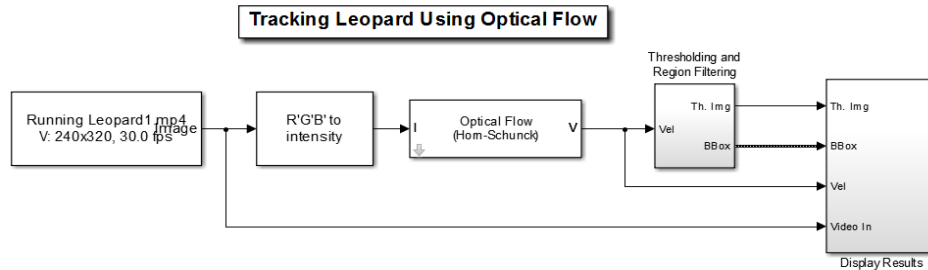 Tracking Leopard Using Optical Flow
Running Leopard1.mp4
V: 240x320, 30.0 fps
Image
R'G'B' to
intensity
I
Optical Flow
(Horn-Schunck)
V
Thresholding and
Region Filtering
Vel
Th. Img
BBox
Th. Img
BBox
Vel
Video In
Display Results